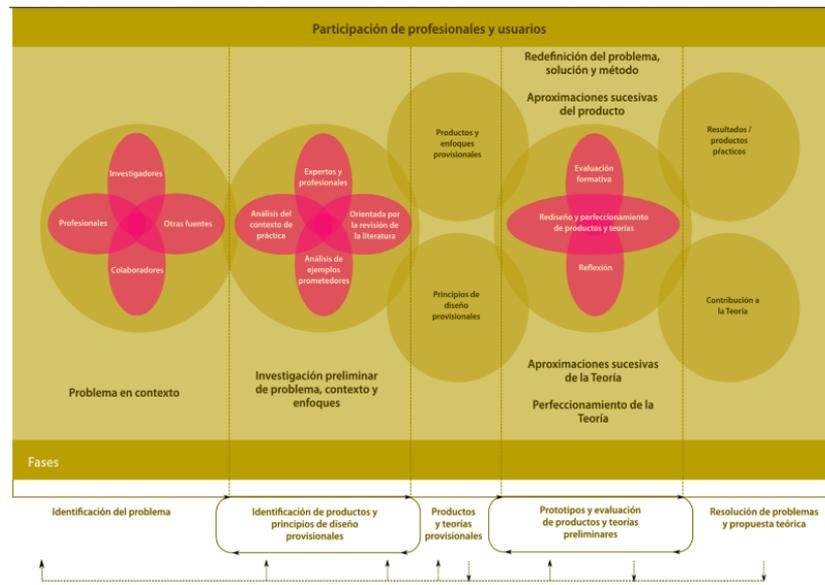 Participación de profesionales y usuarios
Redefinición del problema,
solución y método
Aproximaciones sucesivas
del producto
Investigadores
Profesionales
Otras fuentes
Colaboradores
Expertos y
profesionales
Análisis del
contexto de
práctica
Orientada por
la revisión de
la literatura
Análisis de
ejemplos
prometedores
Productos y
enfoques
provisionales
Principios de
diseño
provisionales
Evaluación
formativa
Rediseño y perfeccionamiento
de productos y teorías
Reflexión
Resultados /
productos
pŕacticos
Contribución a
la Teoría
Problema en contexto
Investigación preliminar
de problema, contexto y
enfoques
Aproximaciones sucesivas
de la Teoría
Perfeccionamiento de la
Teoría
Fases
Identificación del problema
Identificación de productos y
principios de diseño
provisionales
Productos
y teorías
provisionales
Prototipos y evaluación
de productos y teorías
preliminares
Resolución de problemas
y propuesta teórica